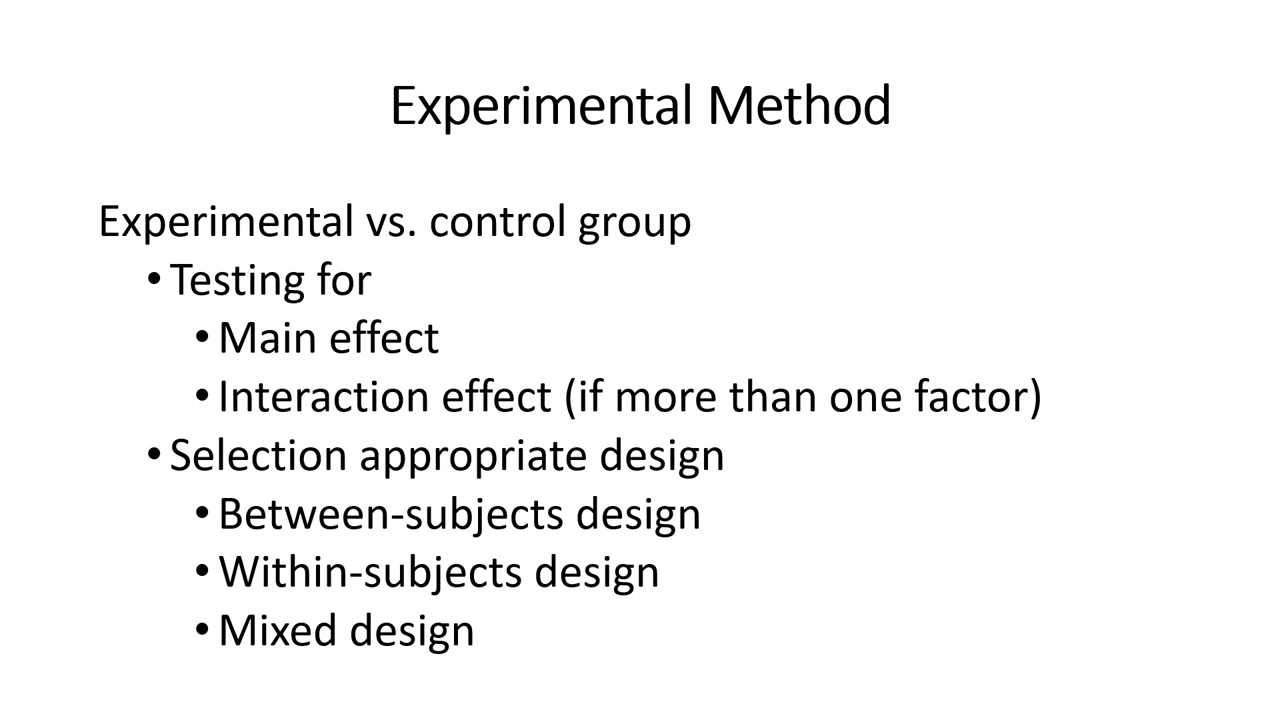 Experimental Method
Experimental vs. control group
• Testing for
• Main effect
• Interaction effect (if more than one factor)
• Selection appropriate design
• Between-subjects design
• Within-subjects design
• Mixed design